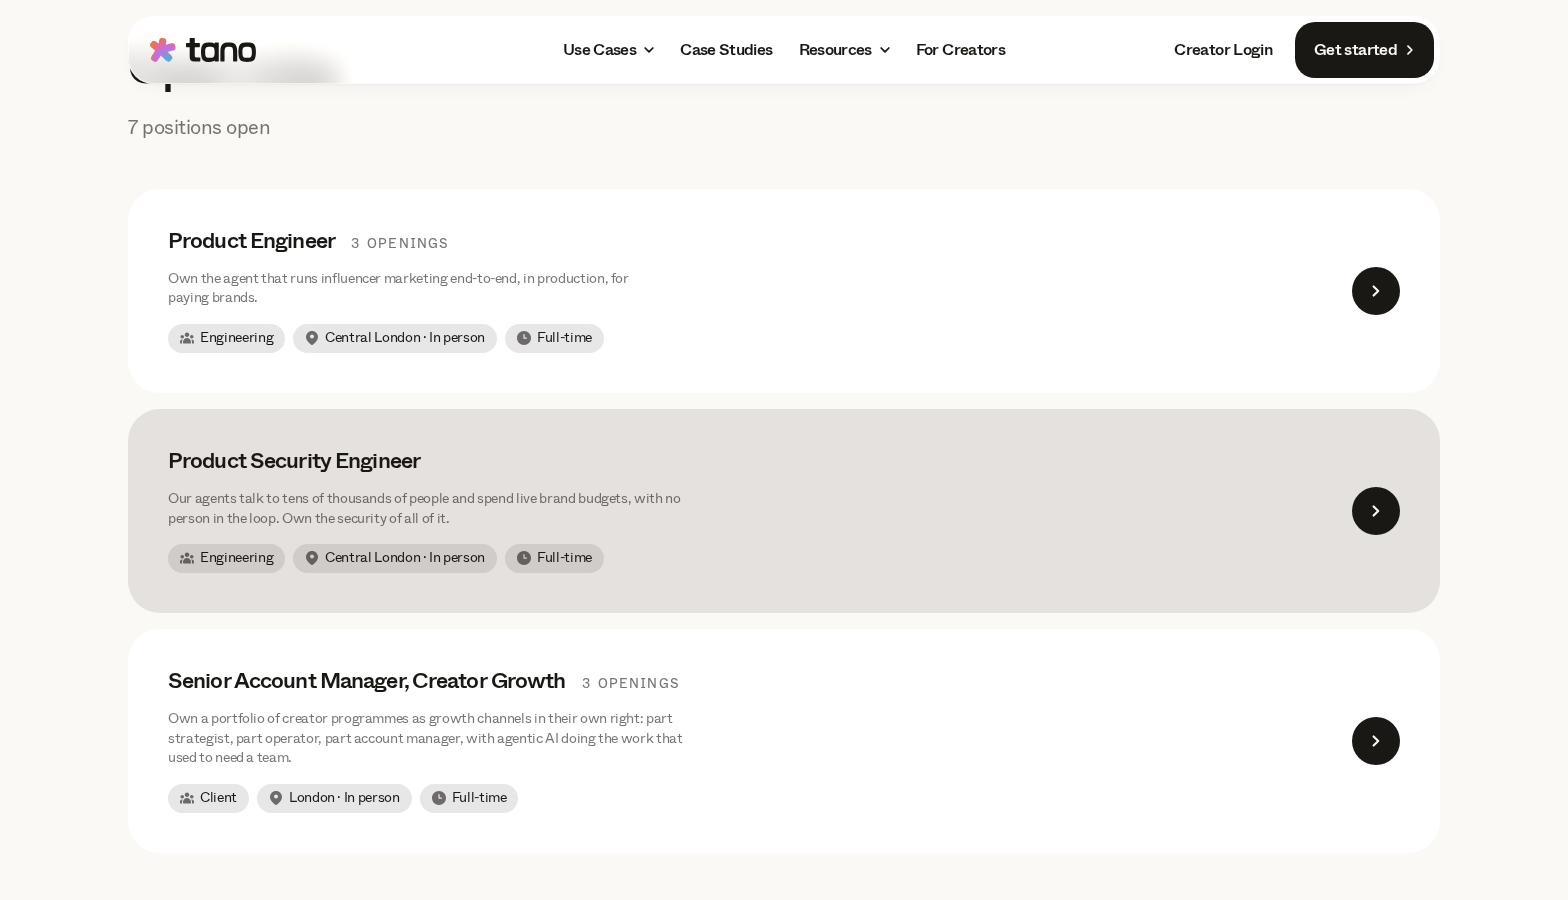 tano
Use Cases
Case Studies
Resources
For Creators
Creator Login
Get started
7 positions open
Product Engineer 3 OPENINGS
Own the agent that runs influencer marketing end-to-end, in production, for
paying brands.
Engineering
Central London · In person
Full-time
Product Security Engineer
Our agents talk to tens of thousands of people and spend live brand budgets, with no
person in the loop. Own the security of all of it.
Engineering
Central London · In person
Full-time
Senior Account Manager, Creator Growth 3 OPENINGS
Own a portfolio of creator programmes as growth channels in their own right: part
strategist, part operator, part account manager, with agentic AI doing the work that
used to need a team.
Client
London · In person
Full-time